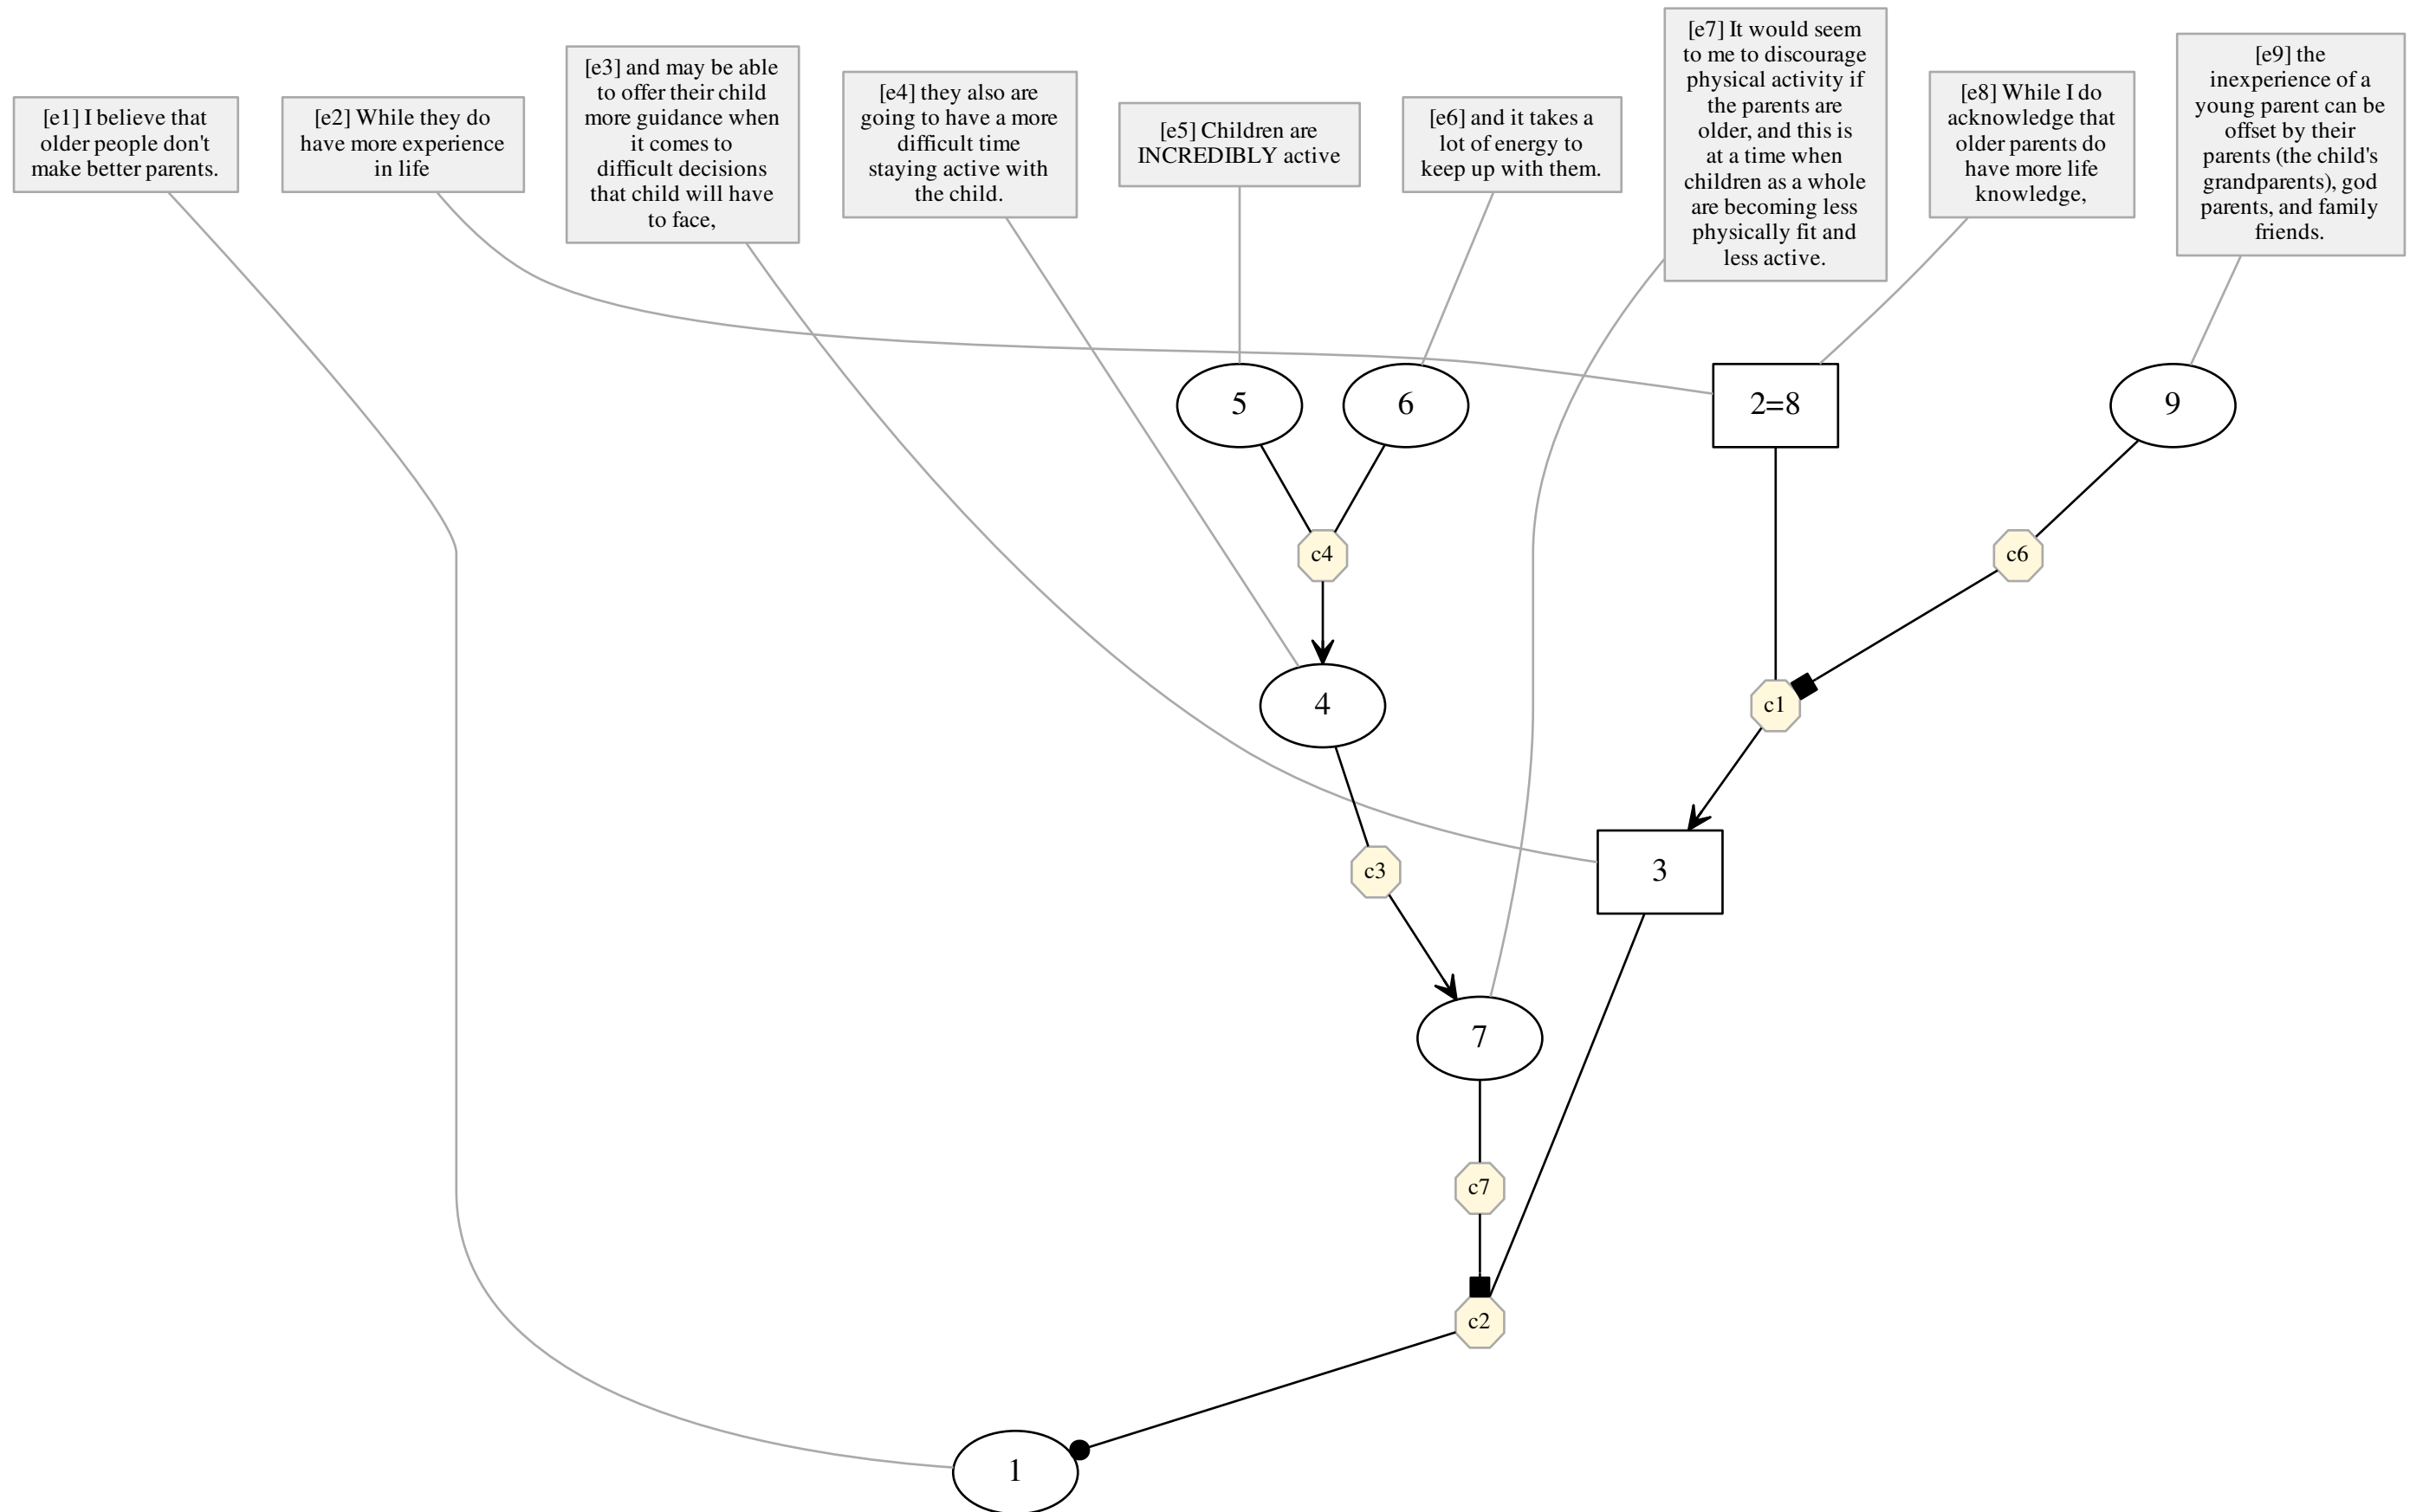 [e1] I believe that
older people don't
make better parents.
[e2] While they do
have more experience
in life
[e3] and may be able
to offer their child
more guidance when
it comes to
difficult decisions
that child will have
to face,
[e4] they also are
going to have a more
difficult time
staying active with
the child.
[e5] Children are
INCREDIBLY active
[e6] and it takes a
lot of energy to
keep up with them.
[e7] It would seem
to me to discourage
physical activity if
the parents are
older, and this is
at a time when
children as a whole
are becoming less
physically fit and
less active.
[e8] While I do
acknowledge that
older parents do
have more life
knowledge,
[e9] the
inexperience of a
young parent can be
offset by their
parents (the child's
grandparents), god
parents, and family
friends.
5
6
2=8
9
c4
c6
4
c1
c3
3
7
c7
c2
1